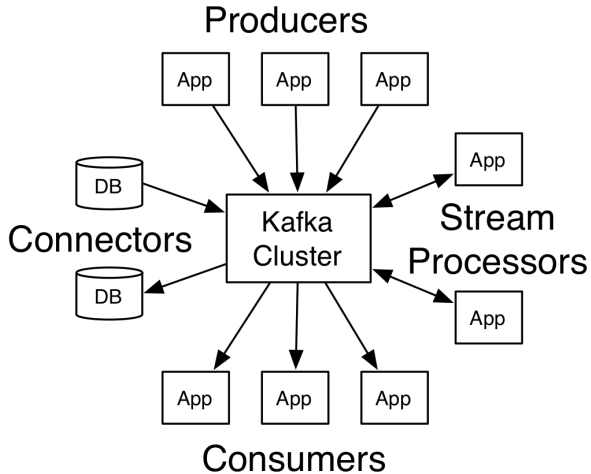 Producers
App
App
App
DB
App
Kafka
Cluster
Connectors
Stream
Processors
DB
App
App
App
App
Consumers